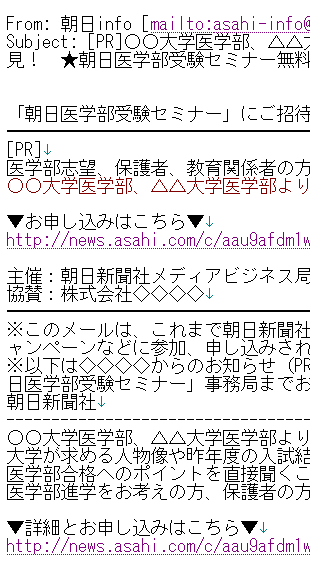 From: 朝日info [mailto:asahi-info@
Subject: [PR]〇〇大学医学部、△△大
見！　★朝日医学部受験セミナー無料
「朝日医学部受験セミナー」にご招待
[PR]↓
医学部志望、保護者、教育関係者の方
〇〇大学医学部、△△大学医学部より
▼お申し込みはこちら▼↓
http://news.asahi.com/c/aau9afdm1w
主催：朝日新聞社メディアビジネス局
協賛：株式会社◇◇◇◇↓
※このメールは、これまで朝日新聞社
ャンペーンなどに参加、申し込みされ
※以下は◇◇◇◇からのお知らせ（PR
日医学部受験セミナー」事務局までお
朝日新聞社↓
〇〇大学医学部、△△大学医学部より
大学が求める人物像や昨年度の入試結
医学部合格へのポイントを直接聞くこ
医学部進学をお考えの方、保護者の方
▼詳細とお申し込みはこちら▼↓
http://news.asahi.com/c/aau9afdm1w